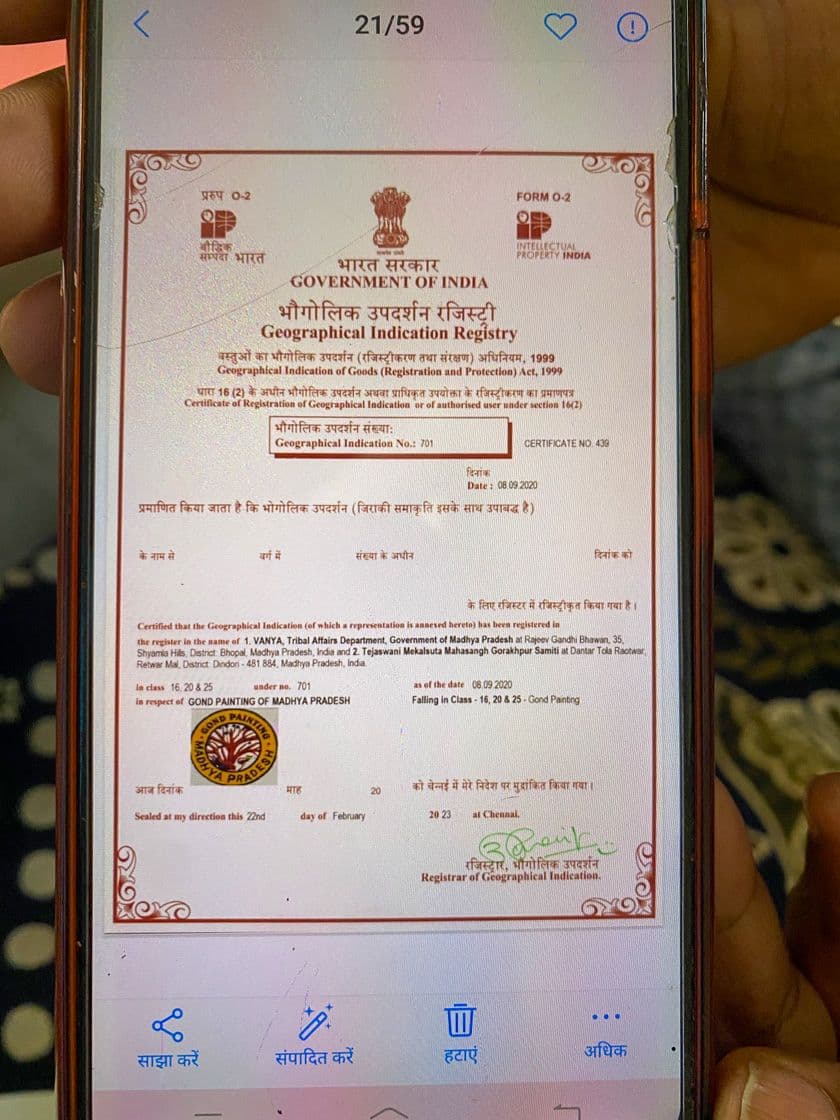 21/59
प्ररुप O-2
FORM O-2
बौद्धिक
सम्पदा भारत
INTELLECTUAL
PROPERTY INDIA
भारत सरकार
GOVERNMENT OF INDIA
भौगोलिक उपदर्शन रजिस्ट्री
Geographical Indication Registry
वस्तुओं का भौगोलिक उपदर्शन (रजिस्ट्रीकरण तथा संरक्षण) अधिनियम, 1999
Geographical Indication of Goods (Registration and Protection) Act, 1999
धारा 16 (2) के अधीन भौगोलिक उपदर्शन अथवा प्राधिकृत उपयोक्ता के रजिस्ट्रीकरण का प्रमाणपत्र
Certificate of Registration of Geographical Indication or of authorised user under section 16(2)
भौगोलिक उपदर्शन संख्या:
Geographical Indication No.: 701
CERTIFICATE NO. 439
दिनांक
Date : 08.09.2020
प्रमाणित किया जाता है कि भोगोलिक उपदर्शन (जिराकी समाकृति इसके साथ उपाबद्ध है)
के नाम से वर्ग में संख्या के अधीन दिनांक को
के लिए रजिस्टर में रजिस्ट्रीकृत किया गया है।
Certified that the Geographical Indication (of which a representation is annexed hereto) has been registered in
the register in the name of 1. VANYA, Tribal Affairs Department, Government of Madhya Pradesh at Rajeev Gandhi Bhawan, 35,
Shyamla Hills, District: Bhopal, Madhya Pradesh, India and 2. Tejaswani Mekalsuta Mahasangh Gorakhpur Samiti at Dantar Tola Raotwar,
Retwar Mal, District: Dindori - 481 884, Madhya Pradesh, India.
In class 16, 20 & 25 under no. 701 as of the date 08.09.2020
in respect of GOND PAINTING OF MADHYA PRADESH Falling in Class - 16, 20 & 25 - Gond Painting
GOND PAINTING
MADHYA PRADESH
आज दिनांक माह 20 को चेन्नई में मेरे निदेश पर मुद्रांकित किया गया।
Sealed at my direction this 22nd day of February 20 23 at Chennai.
रजिस्ट्रार, भौगोलिक उपदर्शन
Registrar of Geographical Indication.
साझा करें
संपादित करें
हटाएं
अधिक